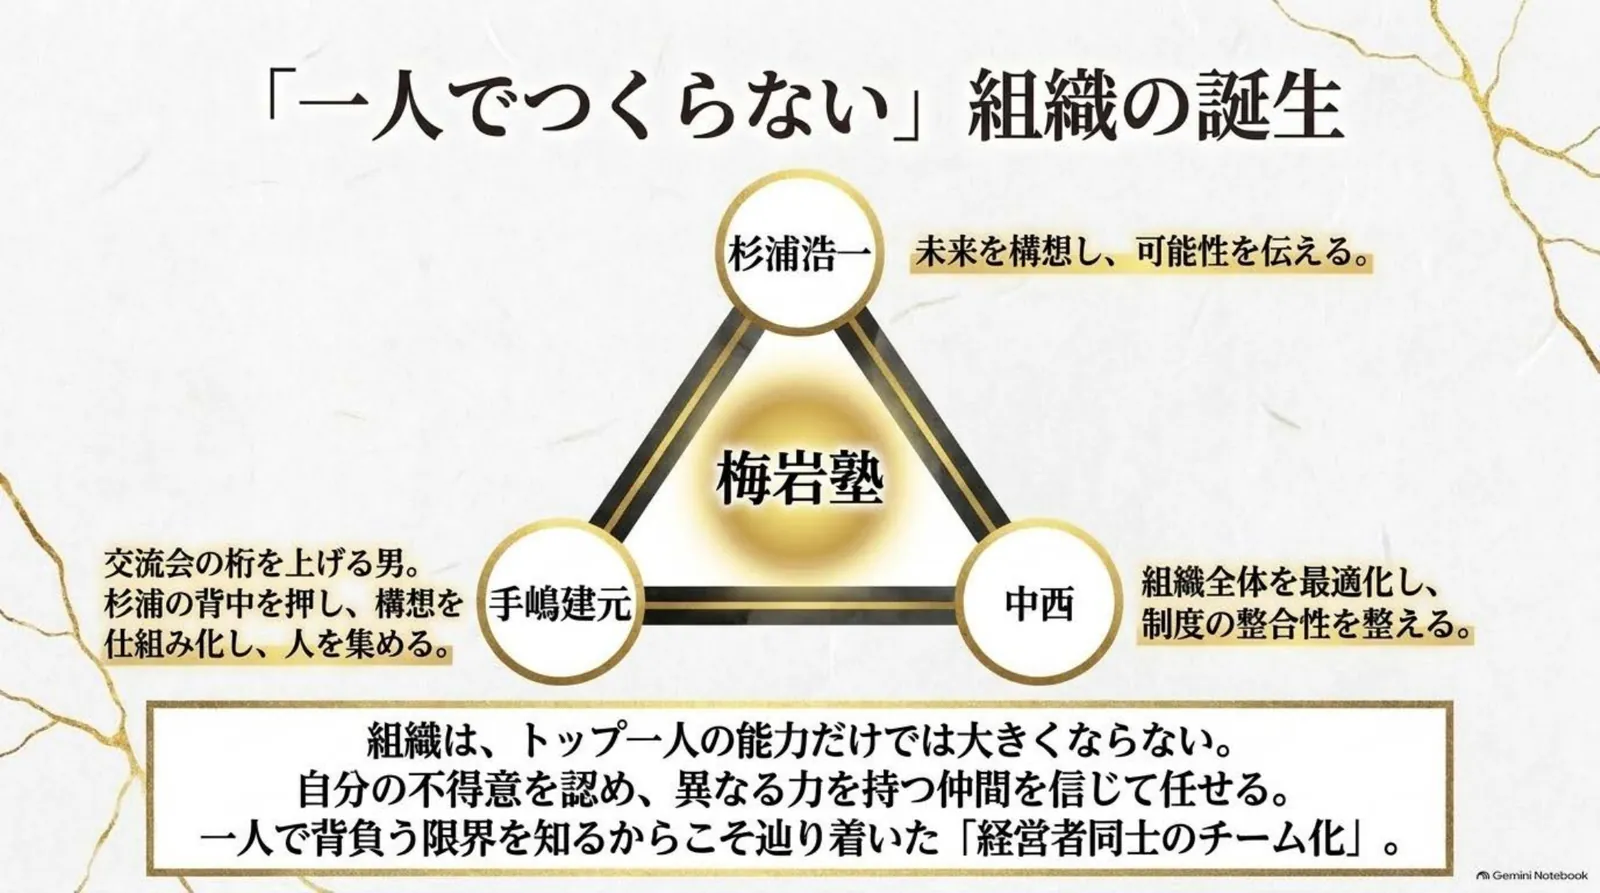 「一人でつくらない」組織の誕生
杉浦浩一
未来を構想し、可能性を伝える。
梅岩塾
交流会の桁を上げる男。
杉浦の背中を押し、構想を
仕組み化し、人を集める。
手嶋建元
中西
組織全体を最適化し、
制度の整合性を整える。
組織は、トップ一人の能力だけでは大きくならない。
自分の不得意を認め、異なる力を持つ仲間を信じて任せる。
一人で背負う限界を知るからこそ辿り着いた「経営者同士のチーム化」。
Gemini Notebook